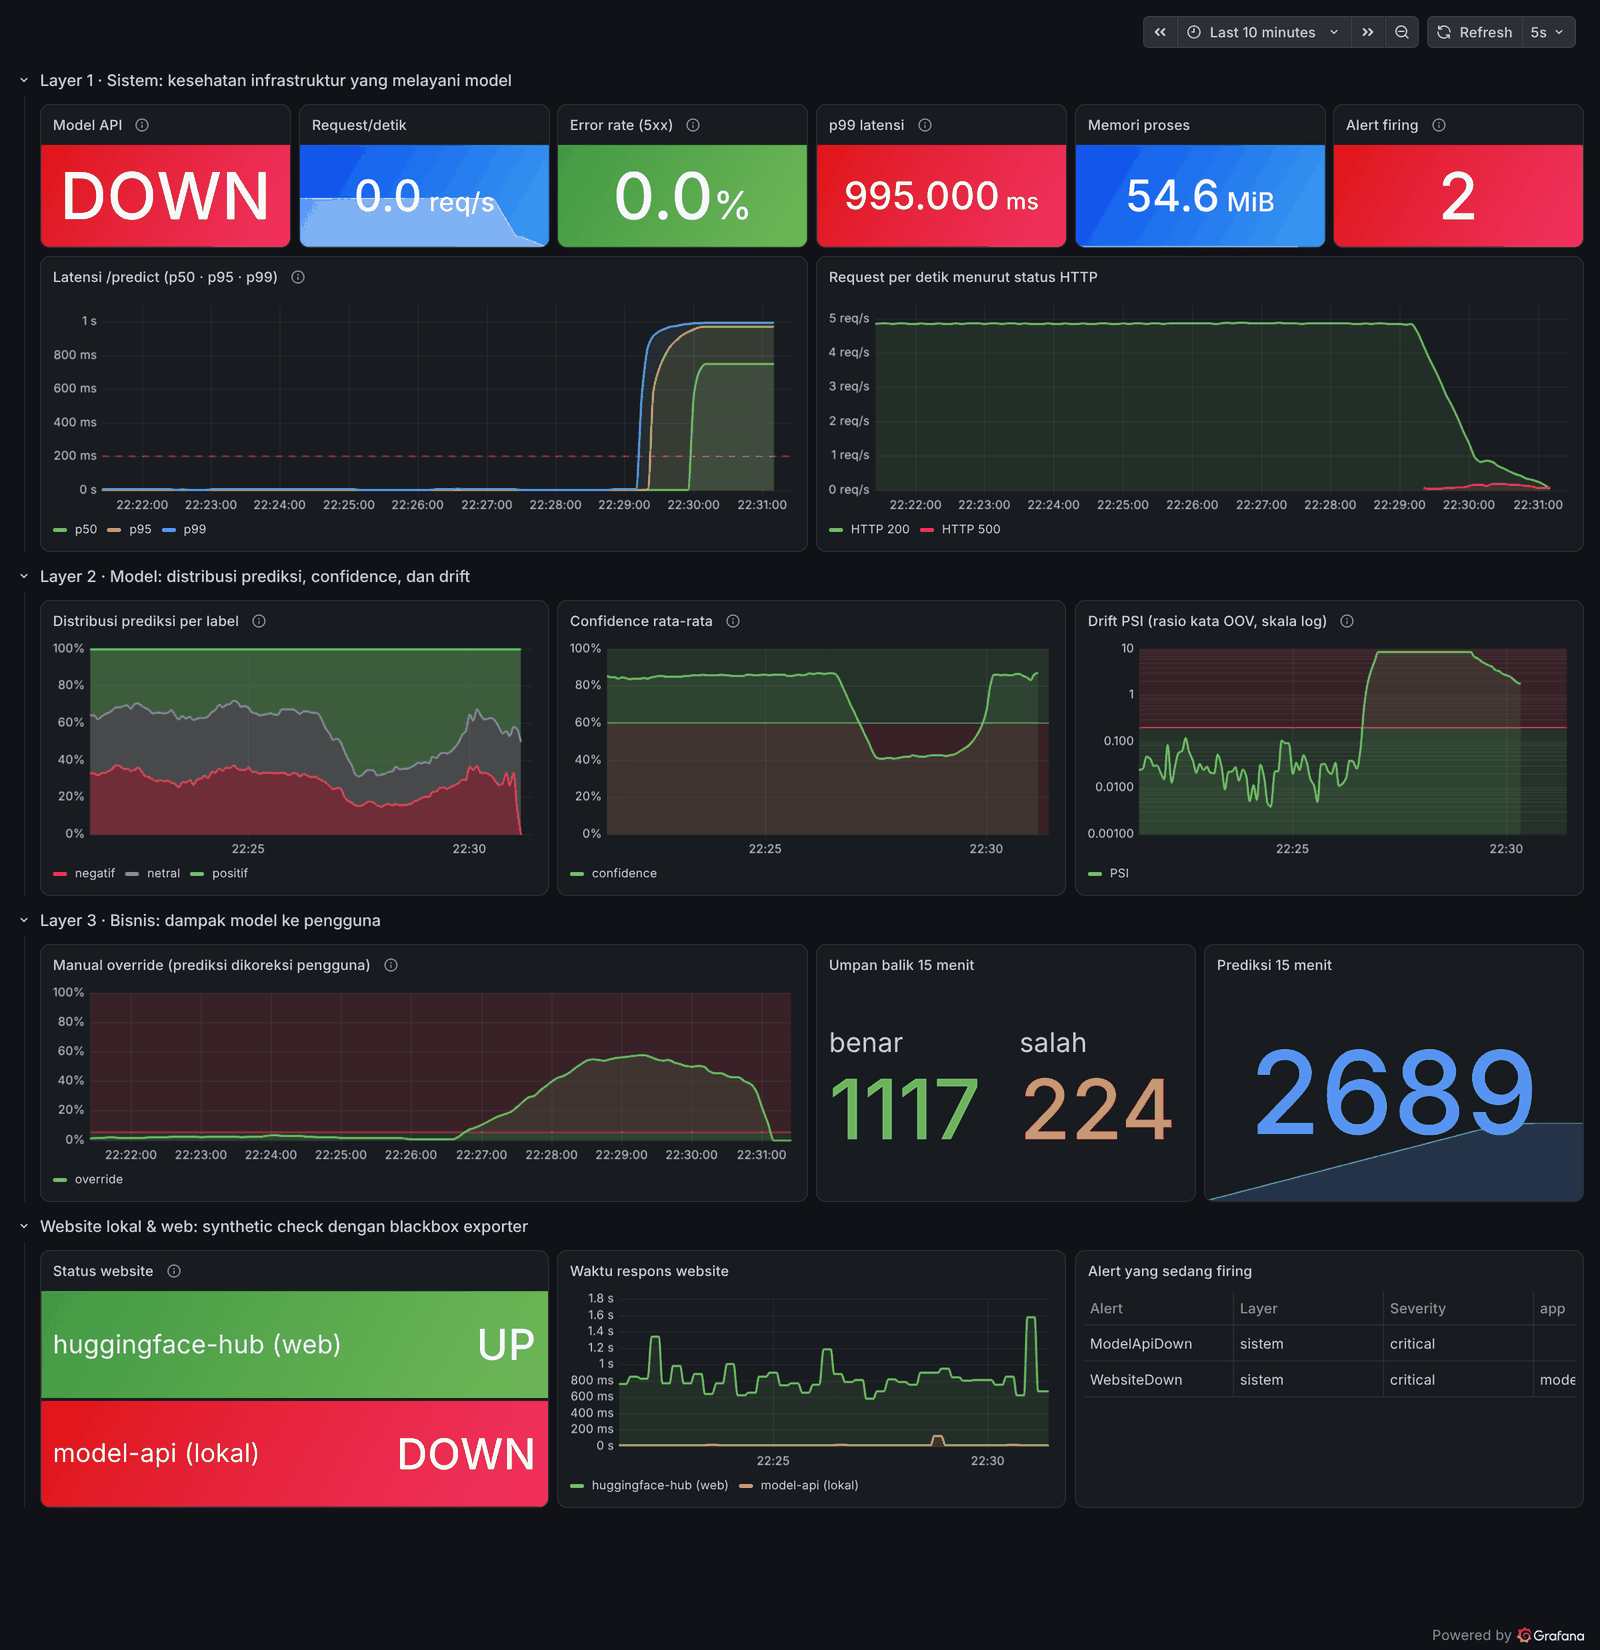 Last 10 minutes
Refresh
5s
Layer 1 · Sistem: kesehatan infrastruktur yang melayani model
Model API
DOWN
Request/detik
0.0 req/s
Error rate (5xx)
0.0%
p99 latensi
995.000 ms
Memori proses
54.6 MiB
Alert firing
2
Latensi /predict (p50 · p95 · p99)
1 s
800 ms
600 ms
400 ms
200 ms
0 s
22:22:00 22:23:00 22:24:00 22:25:00 22:26:00 22:27:00 22:28:00 22:29:00 22:30:00 22:31:00
p50 p95 p99
Request per detik menurut status HTTP
5 req/s
4 req/s
3 req/s
2 req/s
1 req/s
0 req/s
22:22:00 22:23:00 22:24:00 22:25:00 22:26:00 22:27:00 22:28:00 22:29:00 22:30:00 22:31:00
HTTP 200 HTTP 500
Layer 2 · Model: distribusi prediksi, confidence, dan drift
Distribusi prediksi per label
100%
80%
60%
40%
20%
0%
22:25 22:30
negatif netral positif
Confidence rata-rata
100%
80%
60%
40%
20%
0%
22:25 22:30
confidence
Drift PSI (rasio kata OOV, skala log)
10
1
0.100
0.0100
0.00100
22:25 22:30
PSI
Layer 3 · Bisnis: dampak model ke pengguna
Manual override (prediksi dikoreksi pengguna)
100%
80%
60%
40%
20%
0%
22:22:00 22:23:00 22:24:00 22:25:00 22:26:00 22:27:00 22:28:00 22:29:00 22:30:00 22:31:00
override
Umpan balik 15 menit
benar salah
1117 224
Prediksi 15 menit
2689
Website lokal & web: synthetic check dengan blackbox exporter
Status website
huggingface-hub (web) UP
model-api (lokal) DOWN
Waktu respons website
1.8 s
1.6 s
1.4 s
1.2 s
1 s
800 ms
600 ms
400 ms
200 ms
0 s
22:25 22:30
huggingface-hub (web) model-api (lokal)
Alert yang sedang firing
Alert Layer Severity app
ModelApiDown sistem critical
WebsiteDown sistem critical mode
Powered by Grafana